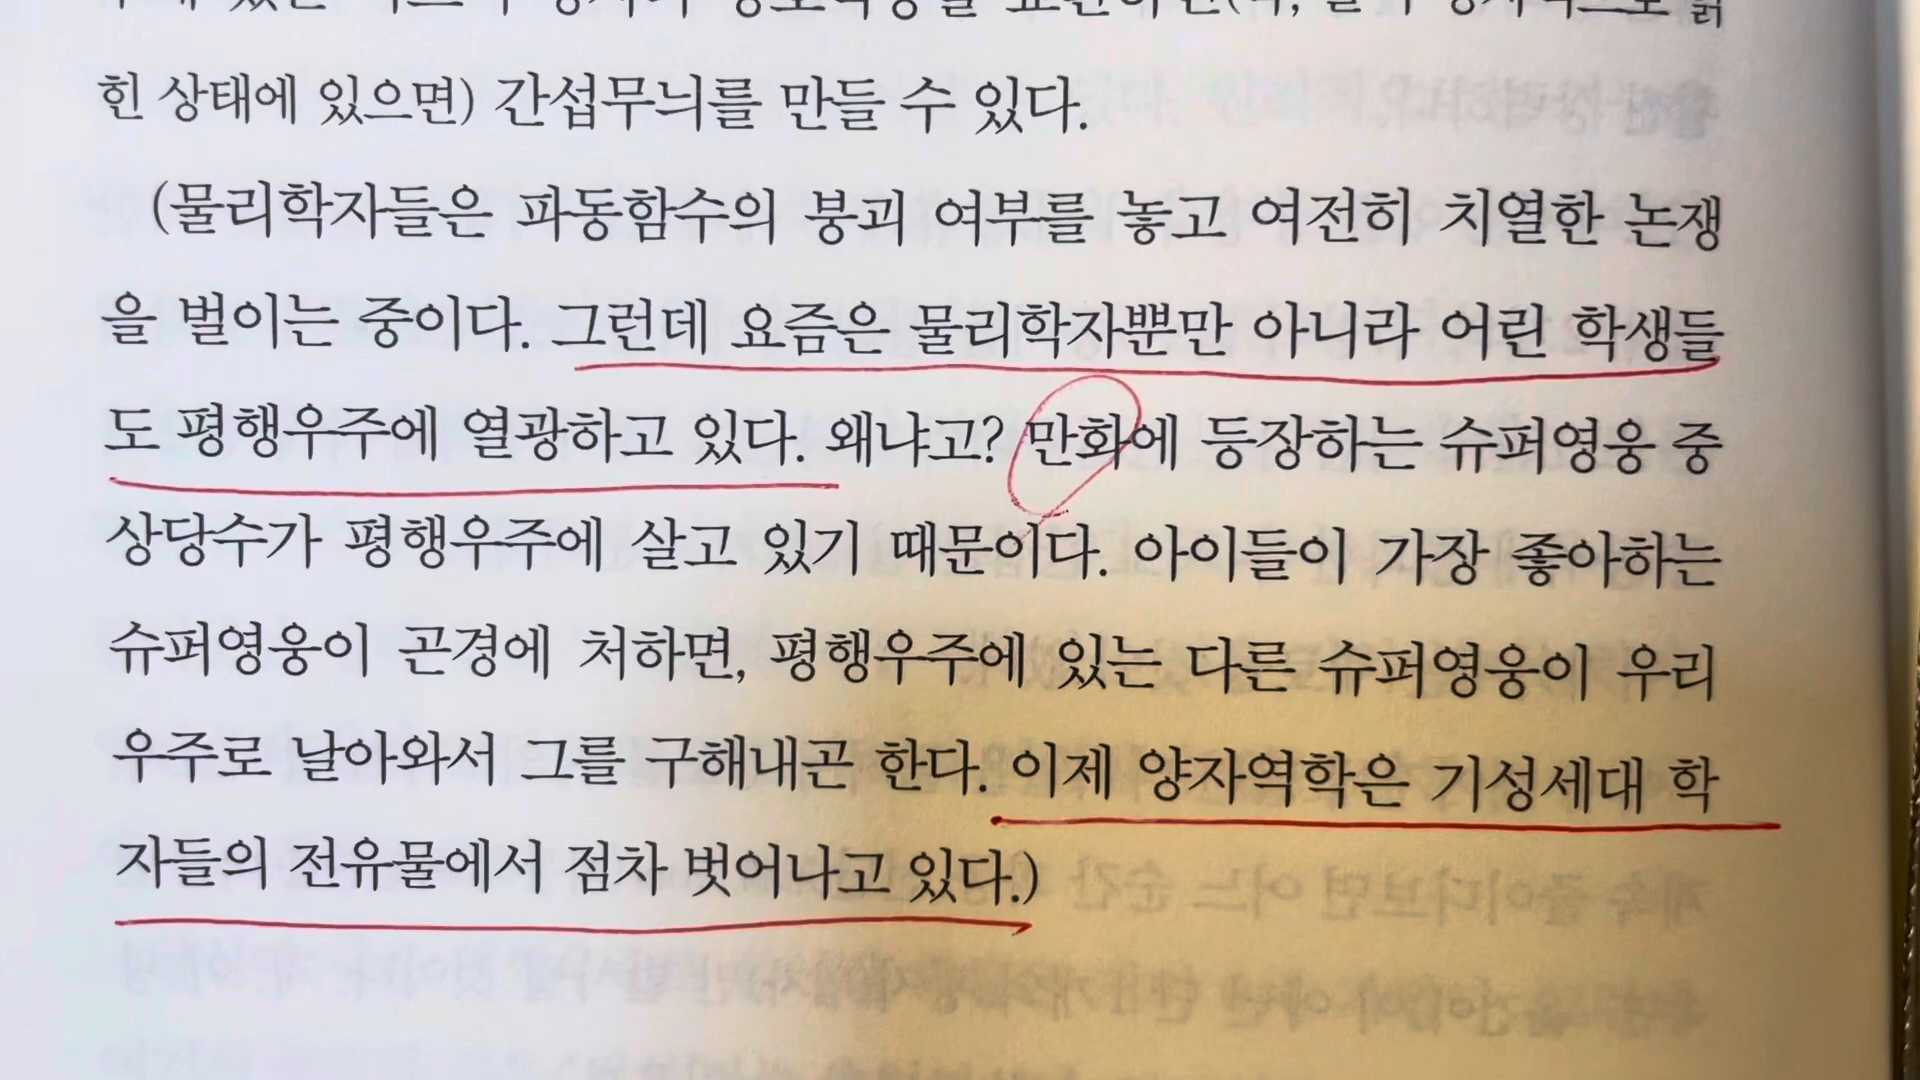 힌 상태에 있으면) 간섭무늬를 만들 수 있다.
(물리학자들은 파동함수의 붕괴 여부를 놓고 여전히 치열한 논쟁
을 벌이는 중이다. 그런데 요즘은 물리학자뿐만 아니라 어린 학생들
도 평행우주에 열광하고 있다. 왜냐고? 만화에 등장하는 슈퍼영웅 중
상당수가 평행우주에 살고 있기 때문이다. 아이들이 가장 좋아하는
슈퍼영웅이 곤경에 처하면, 평행우주에 있는 다른 슈퍼영웅이 우리
우주로 날아와서 그를 구해내곤 한다. 이제 양자역학은 기성세대 학
자들의 전유물에서 점차 벗어나고 있다.)